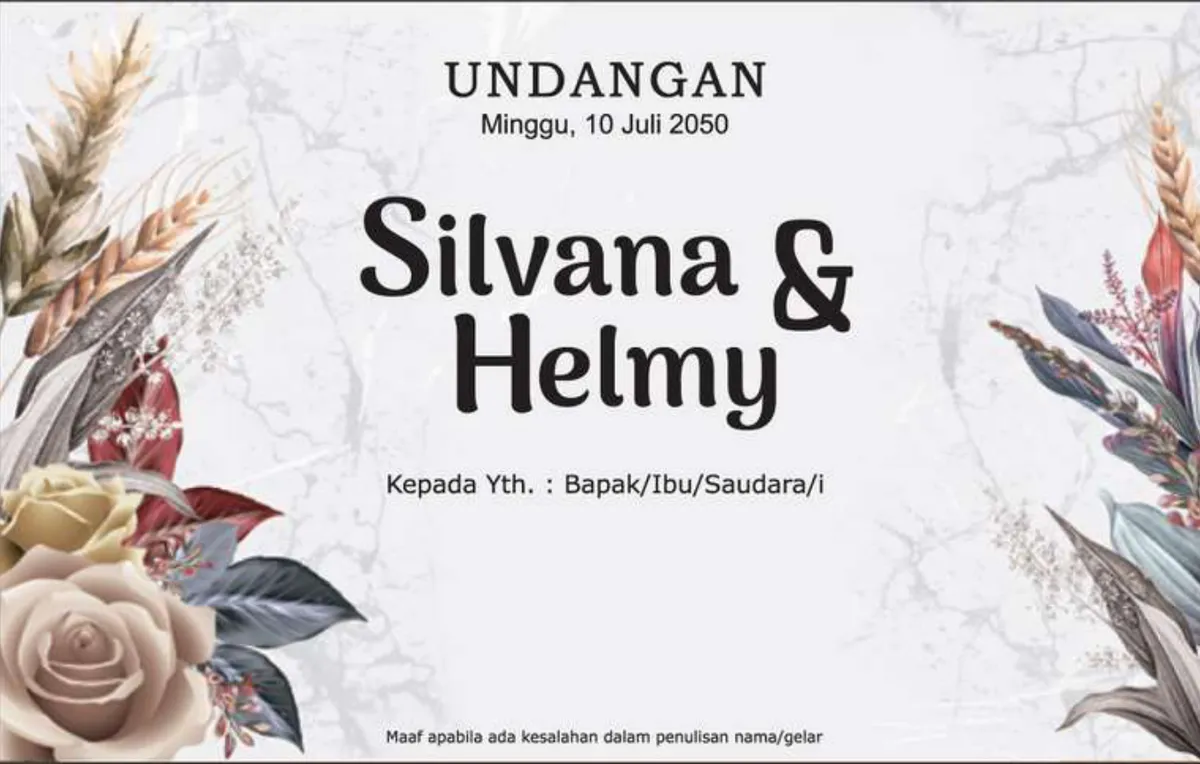 UNDANGAN
Minggu, 10 Juli 2050
Silvana &
Helmy
Kepada Yth. : Bapak/Ibu/Saudara/i
Maaf apabila ada kesalahan dalam penulisan nama/gelar